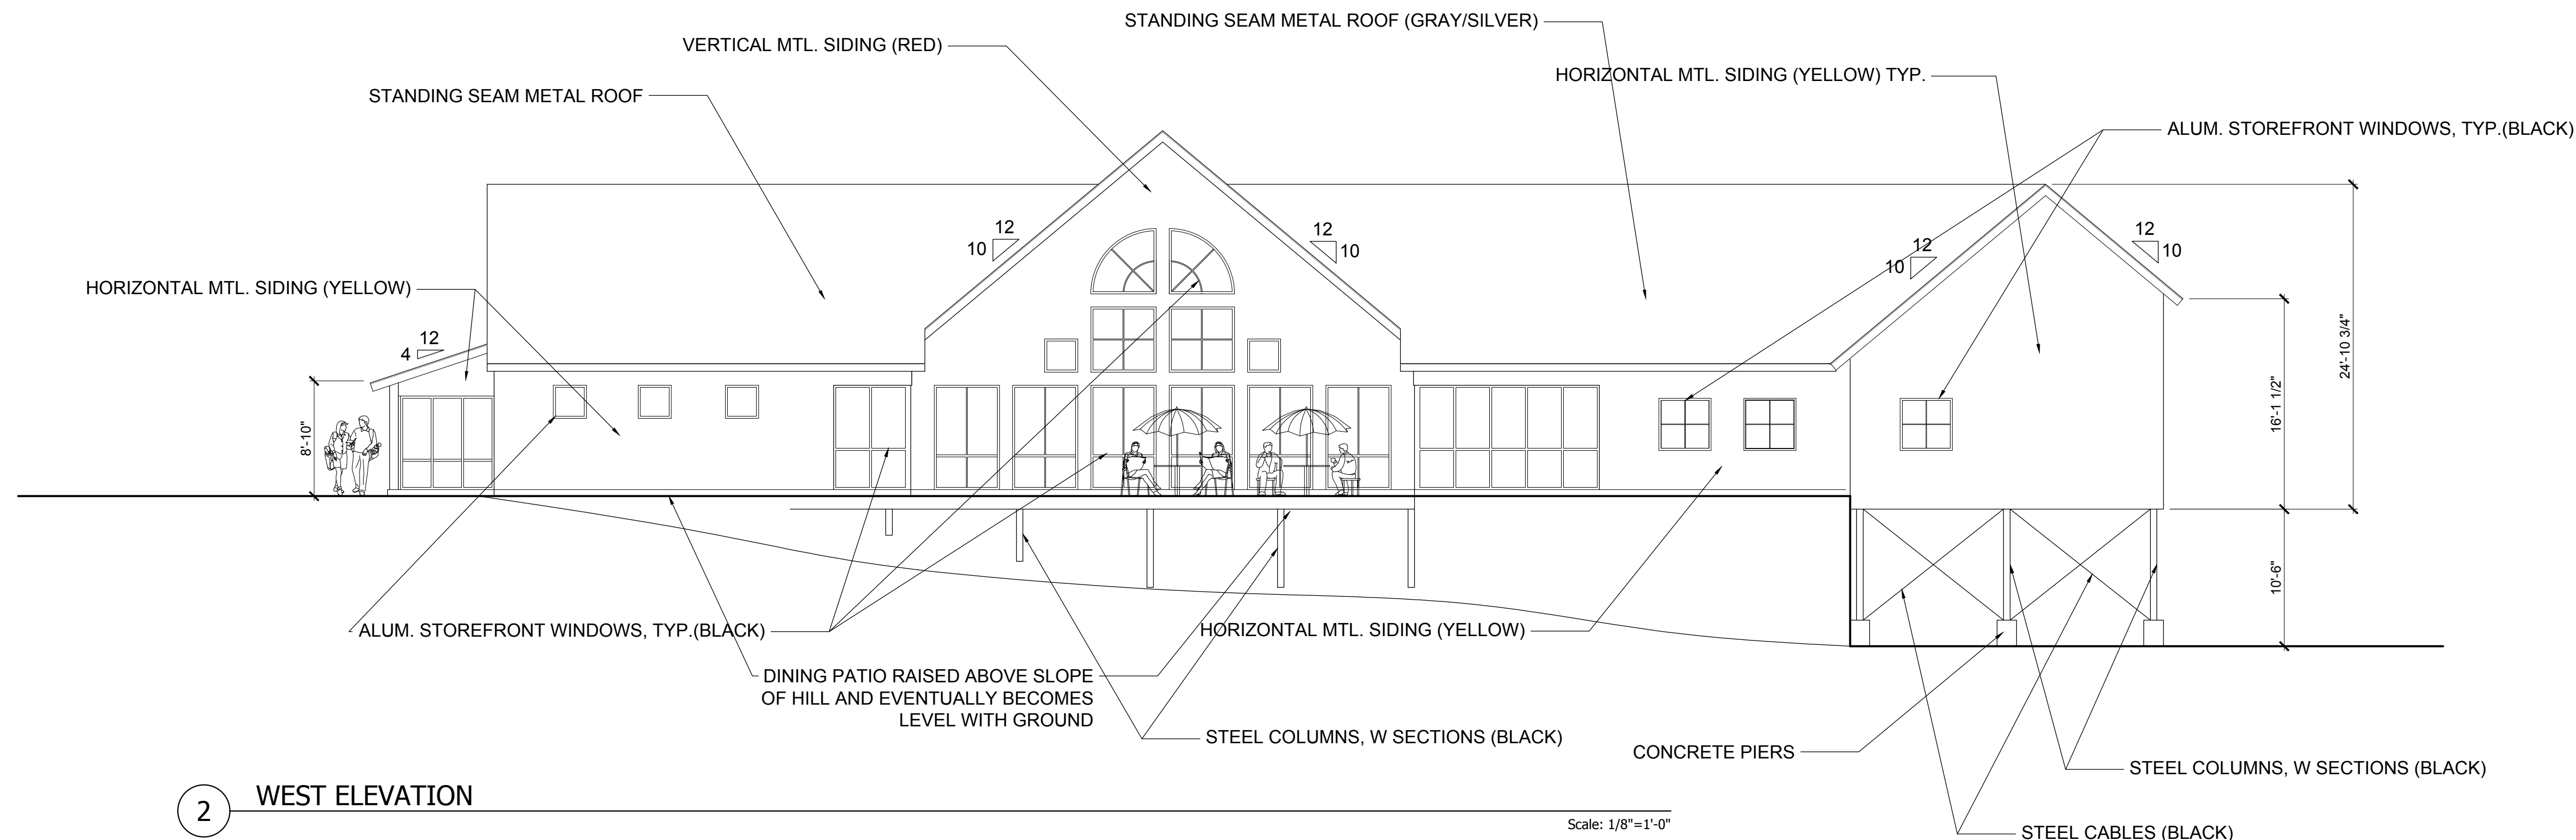 STANDING SEAM METAL ROOF (GRAY/SILVER)
VERTICAL MTL. SIDING (RED)
HORIZONTAL MTL. SIDING (YELLOW) TYP.
STANDING SEAM METAL ROOF
ALUM. STOREFRONT WINDOWS, TYP.(BLACK)
12
10
12
10
12
10
12
10
HORIZONTAL MTL. SIDING (YELLOW)
12
4
8'-10"
24'-10 3/4"
16'-1 1/2"
10'-6"
ALUM. STOREFRONT WINDOWS, TYP.(BLACK)
HORIZONTAL MTL. SIDING (YELLOW)
DINING PATIO RAISED ABOVE SLOPE
OF HILL AND EVENTUALLY BECOMES
LEVEL WITH GROUND
STEEL COLUMNS, W SECTIONS (BLACK)
CONCRETE PIERS
STEEL COLUMNS, W SECTIONS (BLACK)
2
WEST ELEVATION
Scale: 1/8"=1'-0"
STEEL CABLES (BLACK)